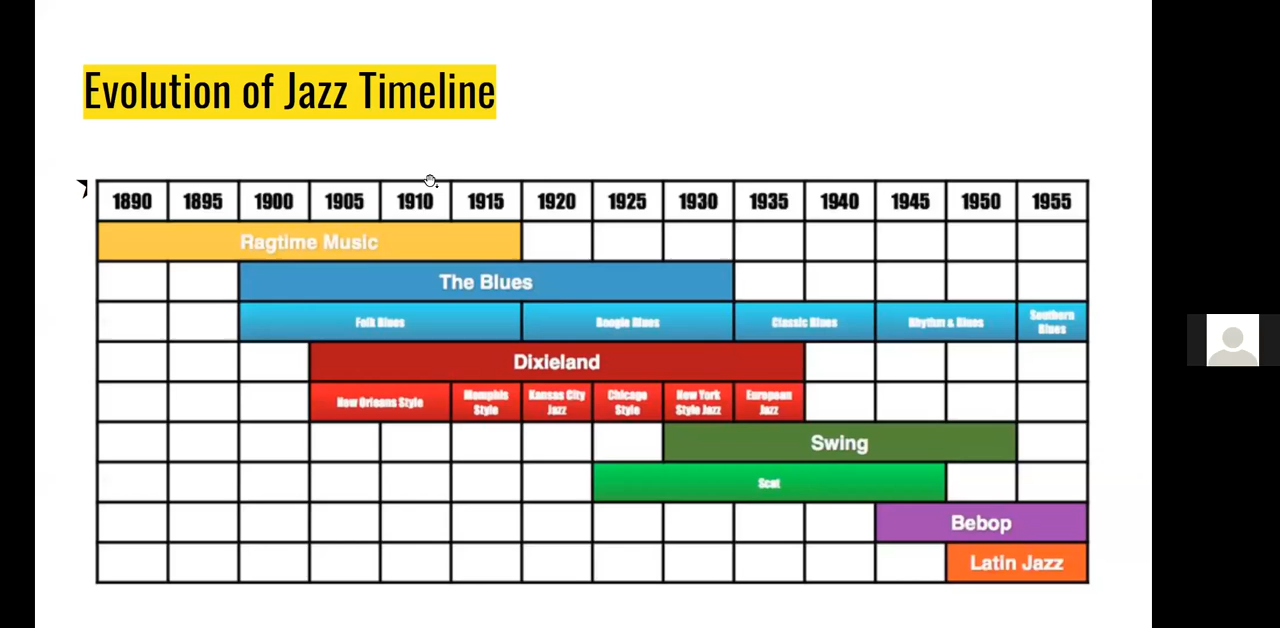 Evolution of Jazz Timeline
1890 1895 1900 1905 1910 1915 1920 1925 1930 1935 1940 1945 1950 1955
Ragtime Music
The Blues
Folk Blues Boogie Blues Classic Blues Rhythm & Blues Southern
Blues
Dixieland
New Orleans Style Memphis Kansas City Chicago New York European
Style Jazz Style Style Jazz Jazz
Swing
Scat
Bebop
Latin Jazz